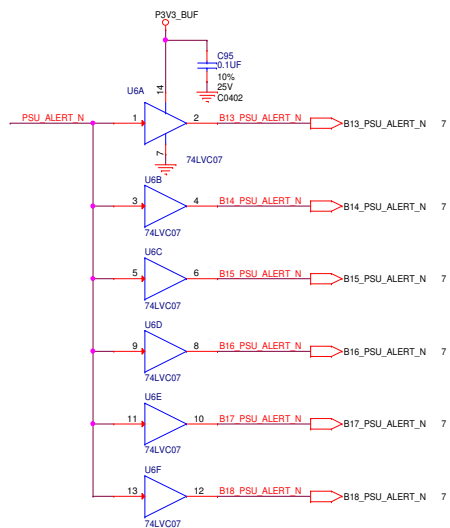 P3V3_BUF
C95
0.1UF
10%
25V
C0402
14
U6A
PSU_ALERT_N
1
2
B13_PSU_ALERT_N
B13_PSU_ALERT_N 7
7
74LVC07
U6B
3
4
B14_PSU_ALERT_N
B14_PSU_ALERT_N 7
74LVC07
U6C
5
6
B15_PSU_ALERT_N
B15_PSU_ALERT_N 7
74LVC07
U6D
9
8
B16_PSU_ALERT_N
B16_PSU_ALERT_N 7
74LVC07
U6E
11
10
B17_PSU_ALERT_N
B17_PSU_ALERT_N 7
74LVC07
U6F
13
12
B18_PSU_ALERT_N
B18_PSU_ALERT_N 7
74LVC07